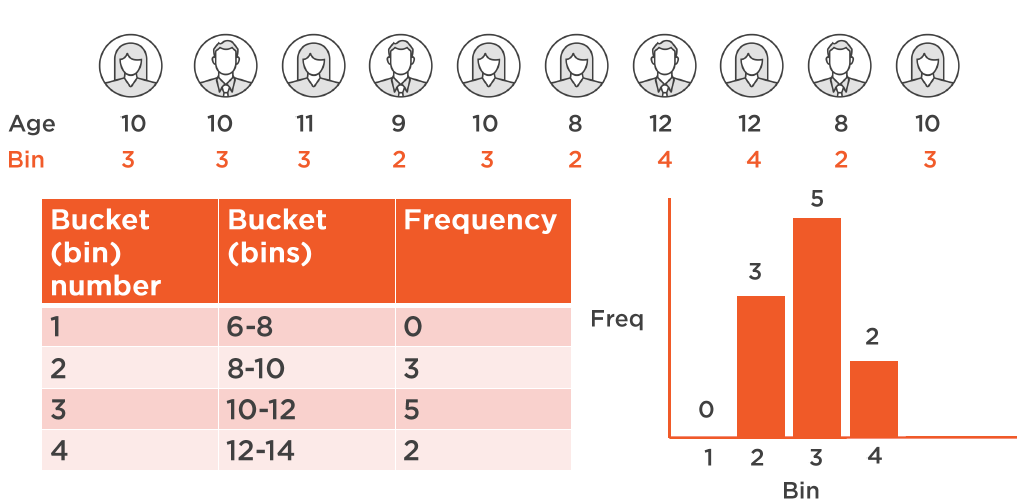 Age 10 10 11 9 10 8 12 12 8 10
Bin 3 3 3 2 3 2 4 4 2 3
Bucket (bin) number Bucket (bins) Frequency
1 6-8 0
2 8-10 3
3 10-12 5
4 12-14 2
5
3
2
0
Freq
1 2 3 4
Bin